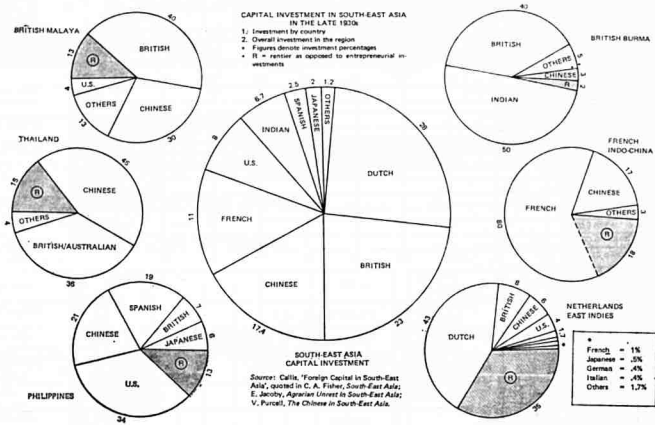 CAPITAL INVESTMENT IN SOUTH-EAST ASIA
IN THE LATE 1930s
1. Investment by country
2. Overall investment in the region
* Figures denote investment percentages
* R = rentier as opposed to entrepreneurial in-
vestments
BRITISH MALAYA
40
BRITISH
13
R
4
U.S.
OTHERS
13
CHINESE
30
THAILAND
45
CHINESE
15
R
4
OTHERS
BRITISH/AUSTRALIAN
36
PHILIPPINES
19
SPANISH
7
BRITISH
6
JAPANESE
R
13
21
CHINESE
U.S.
34
2.5
2
1.2
6.7
8
INDIAN
SPANISH
JAPANESE
OTHERS
U.S.
DUTCH
11
FRENCH
BRITISH
23
CHINESE
17.4
SOUTH-EAST ASIA
CAPITAL INVESTMENT
Source: Callis, 'Foreign Capital in South-East
Asia', quoted in C. A. Fisher, South-East Asia;
E. Jacoby, Agrarian Unrest in South-East Asia;
V. Purcell, The Chinese in South-East Asia.
BRITISH BURMA
40
BRITISH
OTHERS
5
CHINESE
3
R
2
INDIAN
50
FRENCH
INDO-CHINA
17
CHINESE
FRENCH
OTHERS
3
R
80
NETHERLANDS
EAST INDIES
8
BRITISH
6
CHINESE
4
U.S.
1.7
*
43
DUTCH
R
*
French = 1%
Japanese = .5%
German = .4%
Italian = .4%
Others = 1.7%